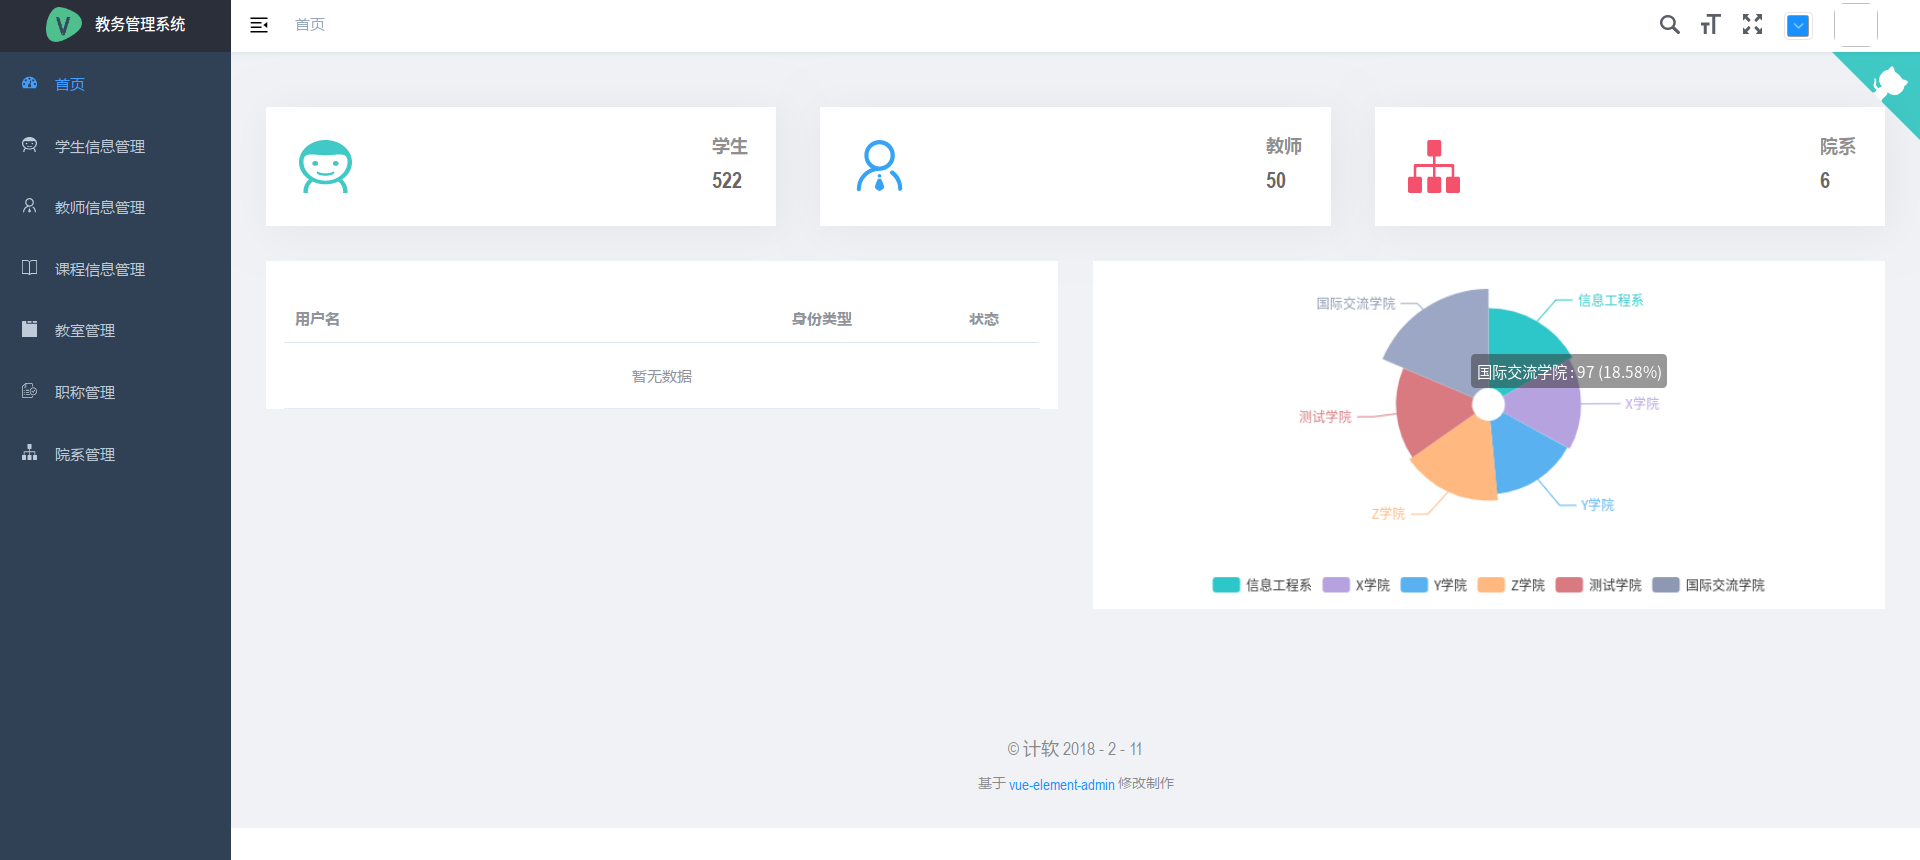 教务管理系统
首页
首页
学生信息管理
教师信息管理
课程信息管理
教室管理
职称管理
院系管理
学生
522
教师
50
院系
6
用户名 身份类型 状态
暂无数据
国际交流学院
信息工程系
国际交流学院 : 97 (18.58%)
X学院
测试学院
Y学院
Z学院
信息工程系 X学院 Y学院 Z学院 测试学院 国际交流学院
© 计软 2018 - 2 - 11
基于 vue-element-admin 修改制作